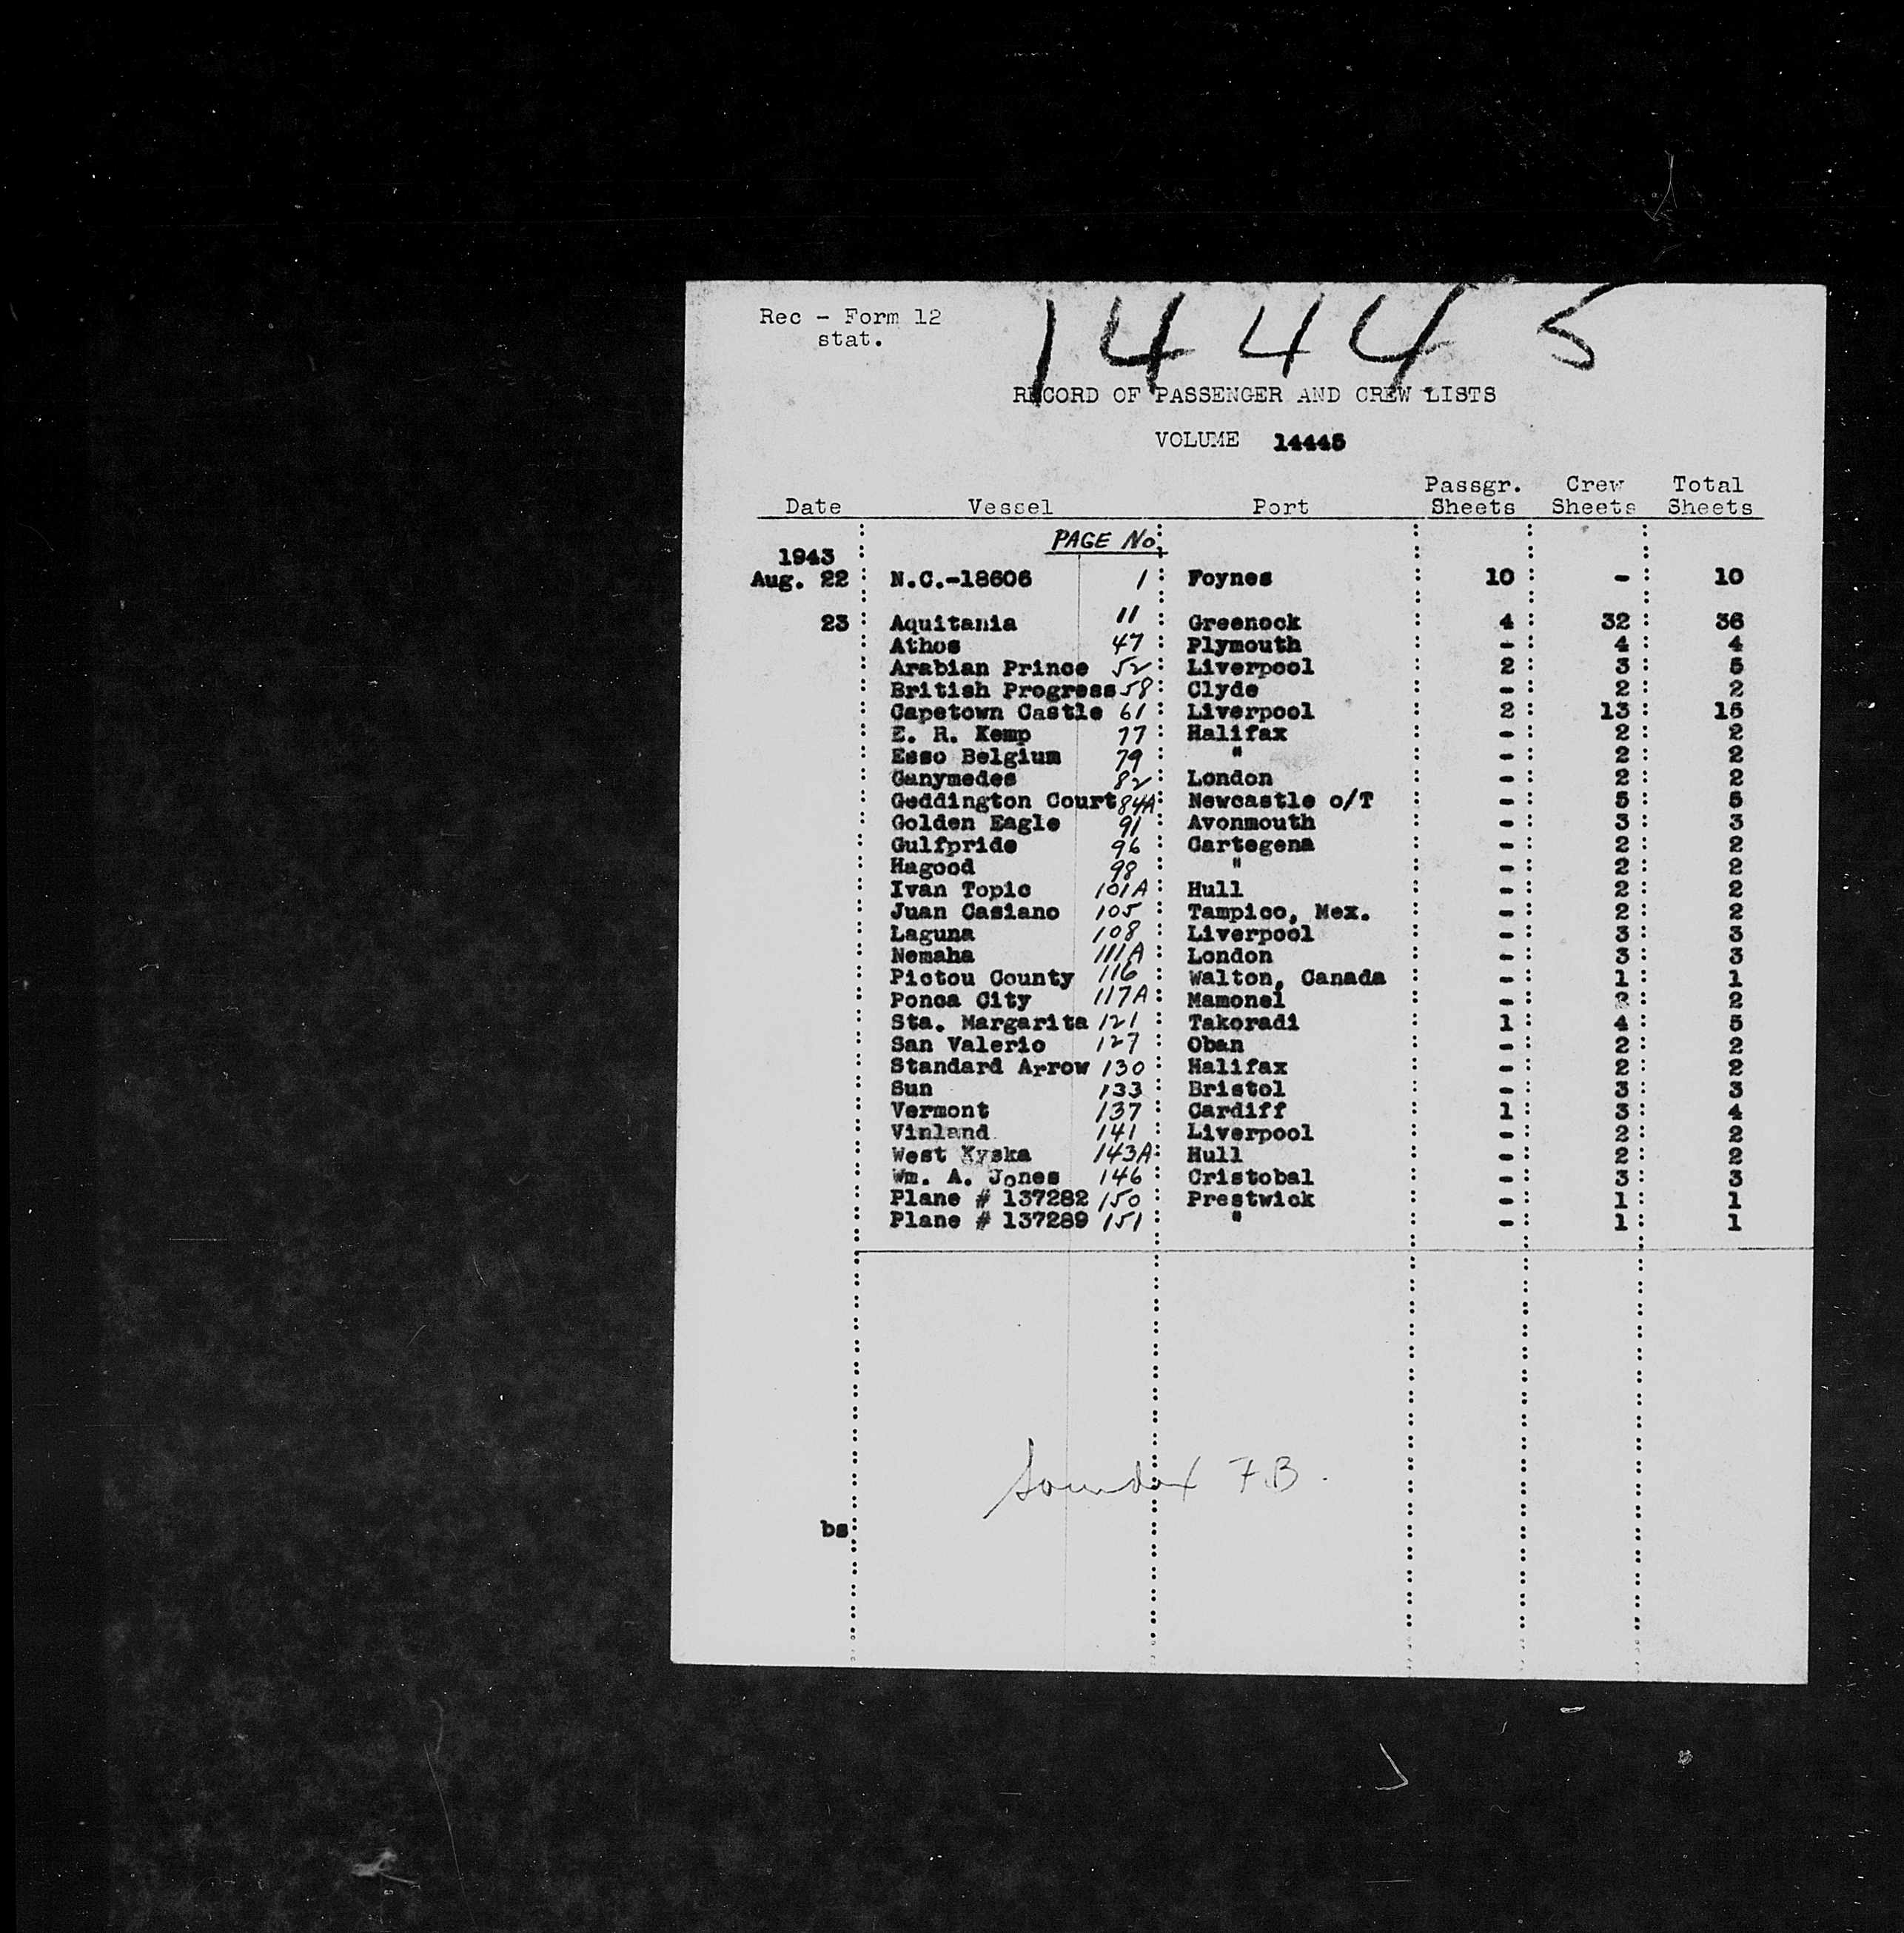 14445
Rec - Form 12
stat.
RECORD OF PASSENGER AND CREW LISTS
VOLUME 14445
Date Vessel Port Passgr. Sheets Crew Sheets Total Sheets
PAGE No.
1943
Aug. 22 N.C.-18606 1 Foynes 10 - 10
23 Aquitania 11 Greenock 4 32 36
Athos 47 Plymouth - 4 4
Arabian Prince 52 Liverpool 2 3 5
British Progress 58 Clyde - 2 2
Capetown Castle 61 Liverpool 2 13 15
E. R. Kemp 77 Halifax - 2 2
Esso Belgium 79 " - 2 2
Ganymedes 82 London - 2 2
Geddington Court 84A Newcastle o/T - 5 5
Golden Eagle 91 Avonmouth - 3 3
Gulfpride 96 Cartegena - 2 2
Hagood 98 " - 2 2
Ivan Topic 101A Hull - 2 2
Juan Casiano 105 Tampico, Mex. - 2 2
Laguna 108 Liverpool - 3 3
Nemaha 111A London - 3 3
Pictou County 116 Walton, Canada - 1 1
Ponca City 117A Mamonel - 2 2
Sta. Margarita 121 Takoradi 1 4 5
San Valerio 127 Oban - 2 2
Standard Arrow 130 Halifax - 2 2
Sun 133 Bristol - 3 3
Vermont 137 Cardiff 1 3 4
Vinland 141 Liverpool - 2 2
West Kyska 143A Hull - 2 2
Wm. A. Jones 146 Cristobal - 3 3
Plane # 137282 150 Prestwick - 1 1
Plane # 137289 151 " - 1 1
Soundex F.B.
bs